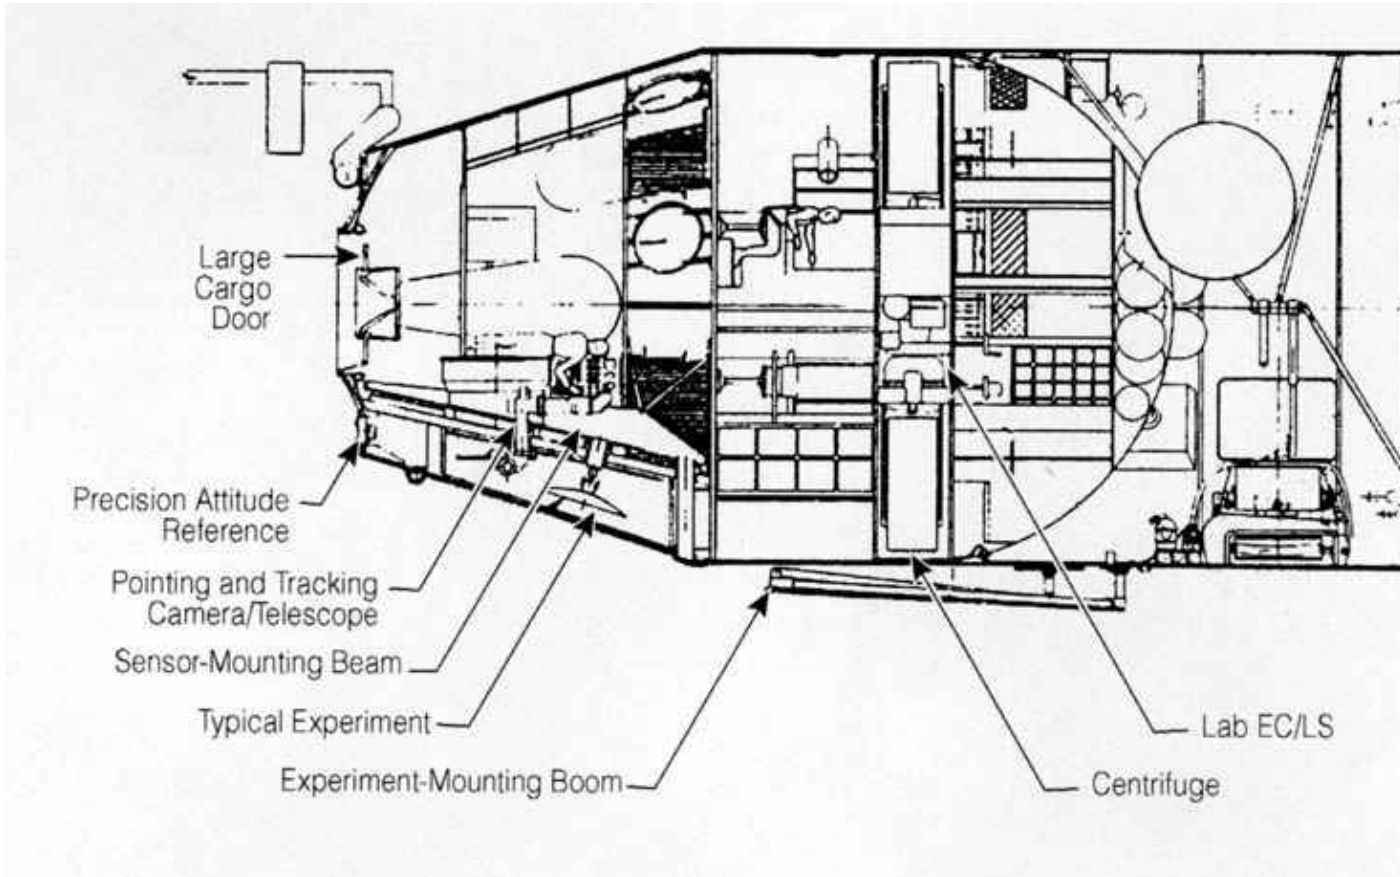 Large
Cargo
Door
Precision Attitude
Reference
Pointing and Tracking
Camera/Telescope
Sensor-Mounting Beam
Typical Experiment
Experiment-Mounting Boom
Lab EC/LS
Centrifuge